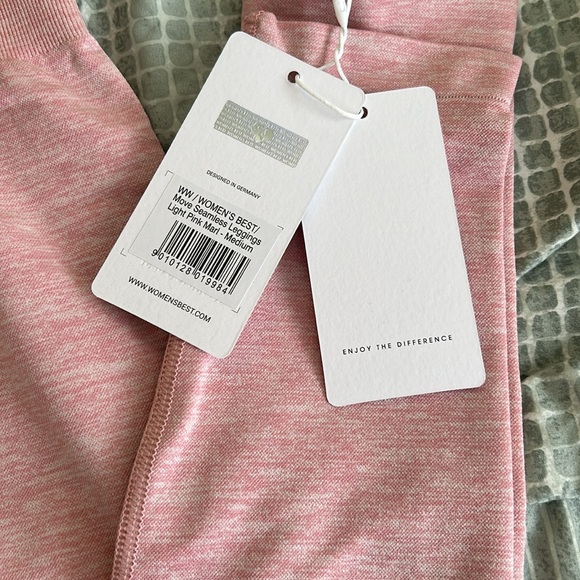 DESIGNED IN GERMANY
WW / WOMEN'S BEST/
Move Seamless Leggings
Light Pink Marl - Medium
9010128019984
WWW.WOMENSBEST.COM
ENJOY THE DIFFERENCE